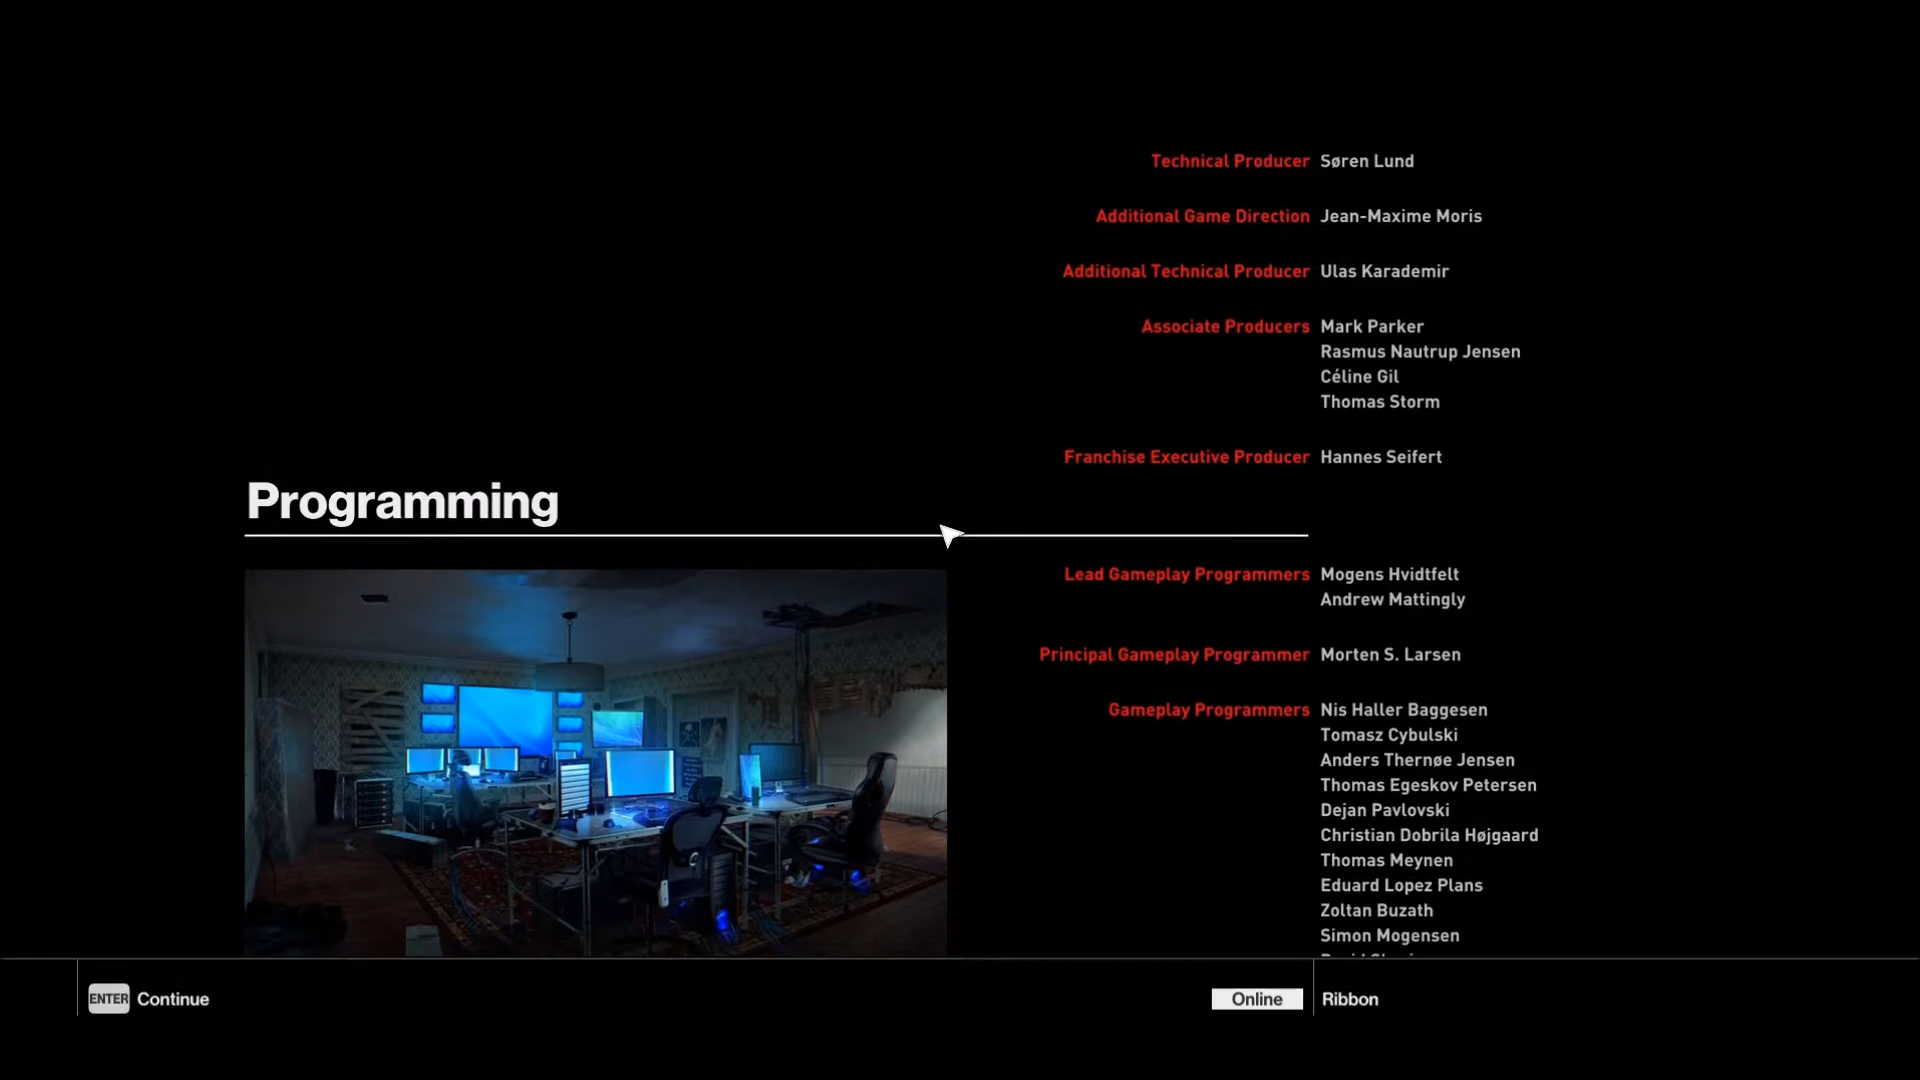 Technical Producer Søren Lund
Additional Game Direction Jean-Maxime Moris
Additional Technical Producer Ulas Karademir
Associate Producers Mark Parker
Rasmus Nautrup Jensen
Céline Gil
Thomas Storm
Franchise Executive Producer Hannes Seifert
Programming
Lead Gameplay Programmers Mogens Hvidtfelt
Andrew Mattingly
Principal Gameplay Programmer Morten S. Larsen
Gameplay Programmers Nis Haller Baggesen
Tomasz Cybulski
Anders Thernøe Jensen
Thomas Egeskov Petersen
Dejan Pavlovski
Christian Dobrila Højgaard
Thomas Meynen
Eduard Lopez Plans
Zoltan Buzath
Simon Mogensen
ENTER Continue
Online Ribbon